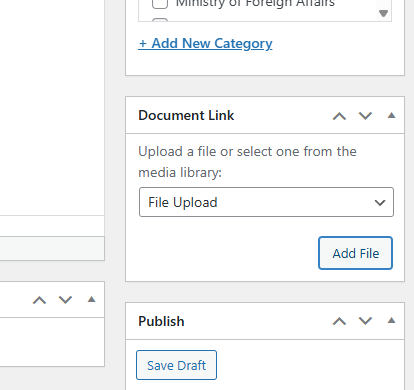 Ministry of Foreign Affairs
+ Add New Category
Document Link
Upload a file or select one from the
media library:
File Upload
Add File
Publish
Save Draft